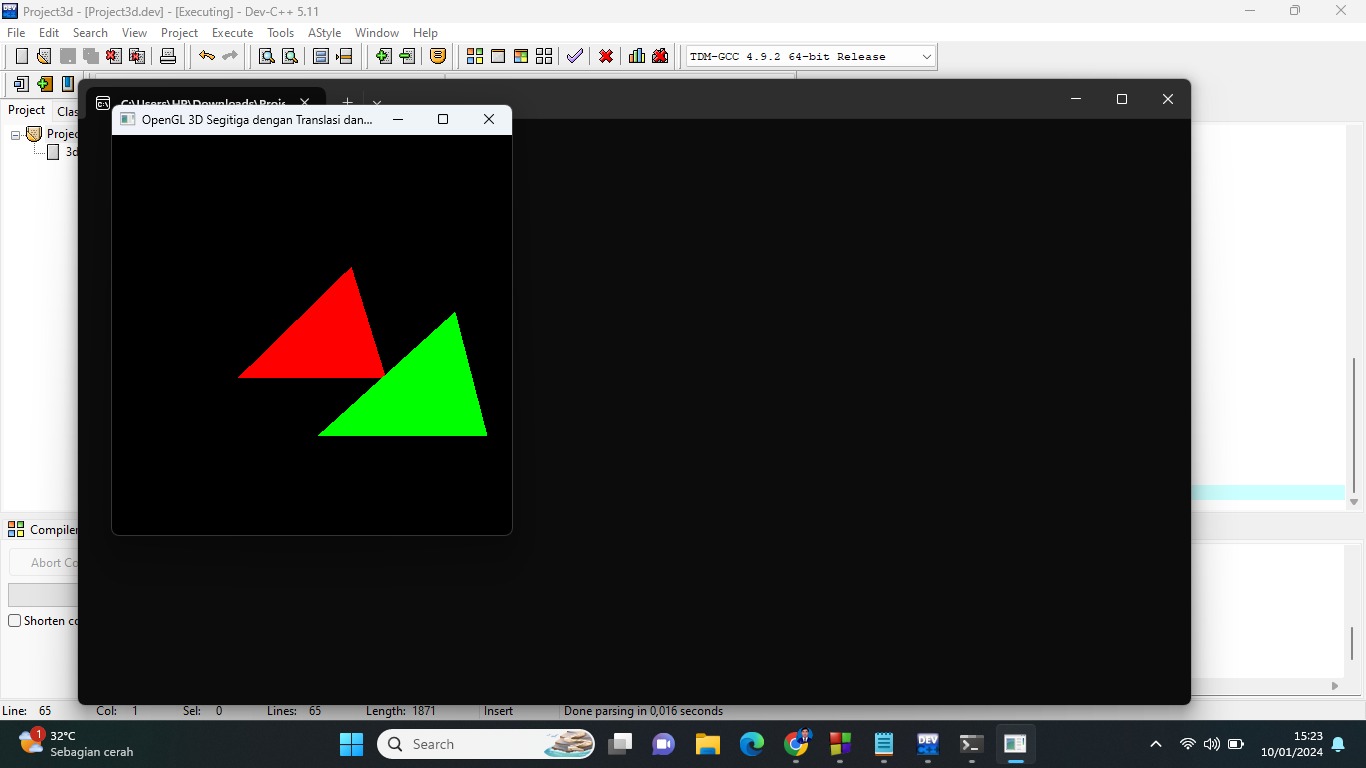 Project3d - [Project3d.dev] - [Executing] - Dev-C++ 5.11
File Edit Search View Project Execute Tools AStyle Window Help
TDM-GCC 4.9.2 64-bit Release
Project Clas
C:\Users\HP\Downloads\Proje
OpenGL 3D Segitiga dengan Translasi dan...
Projec
3d
Compiler
Abort Co
Shorten co
Line: 65 Col: 1 Sel: 0 Lines: 65 Length: 1871 Insert Done parsing in 0,016 seconds
1
32°C
Sebagian cerah
Search
DEV
15:23
10/01/2024